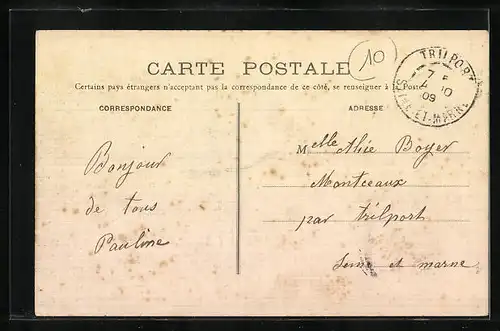 10
TRILPORT
7 E
4 10
09
SEINE-ET-MARNE
CARTE POSTALE
Certains pays étrangers n'acceptant pas la correspondance de ce côté, se renseigner à la Poste
CORRESPONDANCE
ADRESSE
Bonjour
de tous
Pauline
Melle Alice Boyer
Montceaux
par trilport
Seine et marne